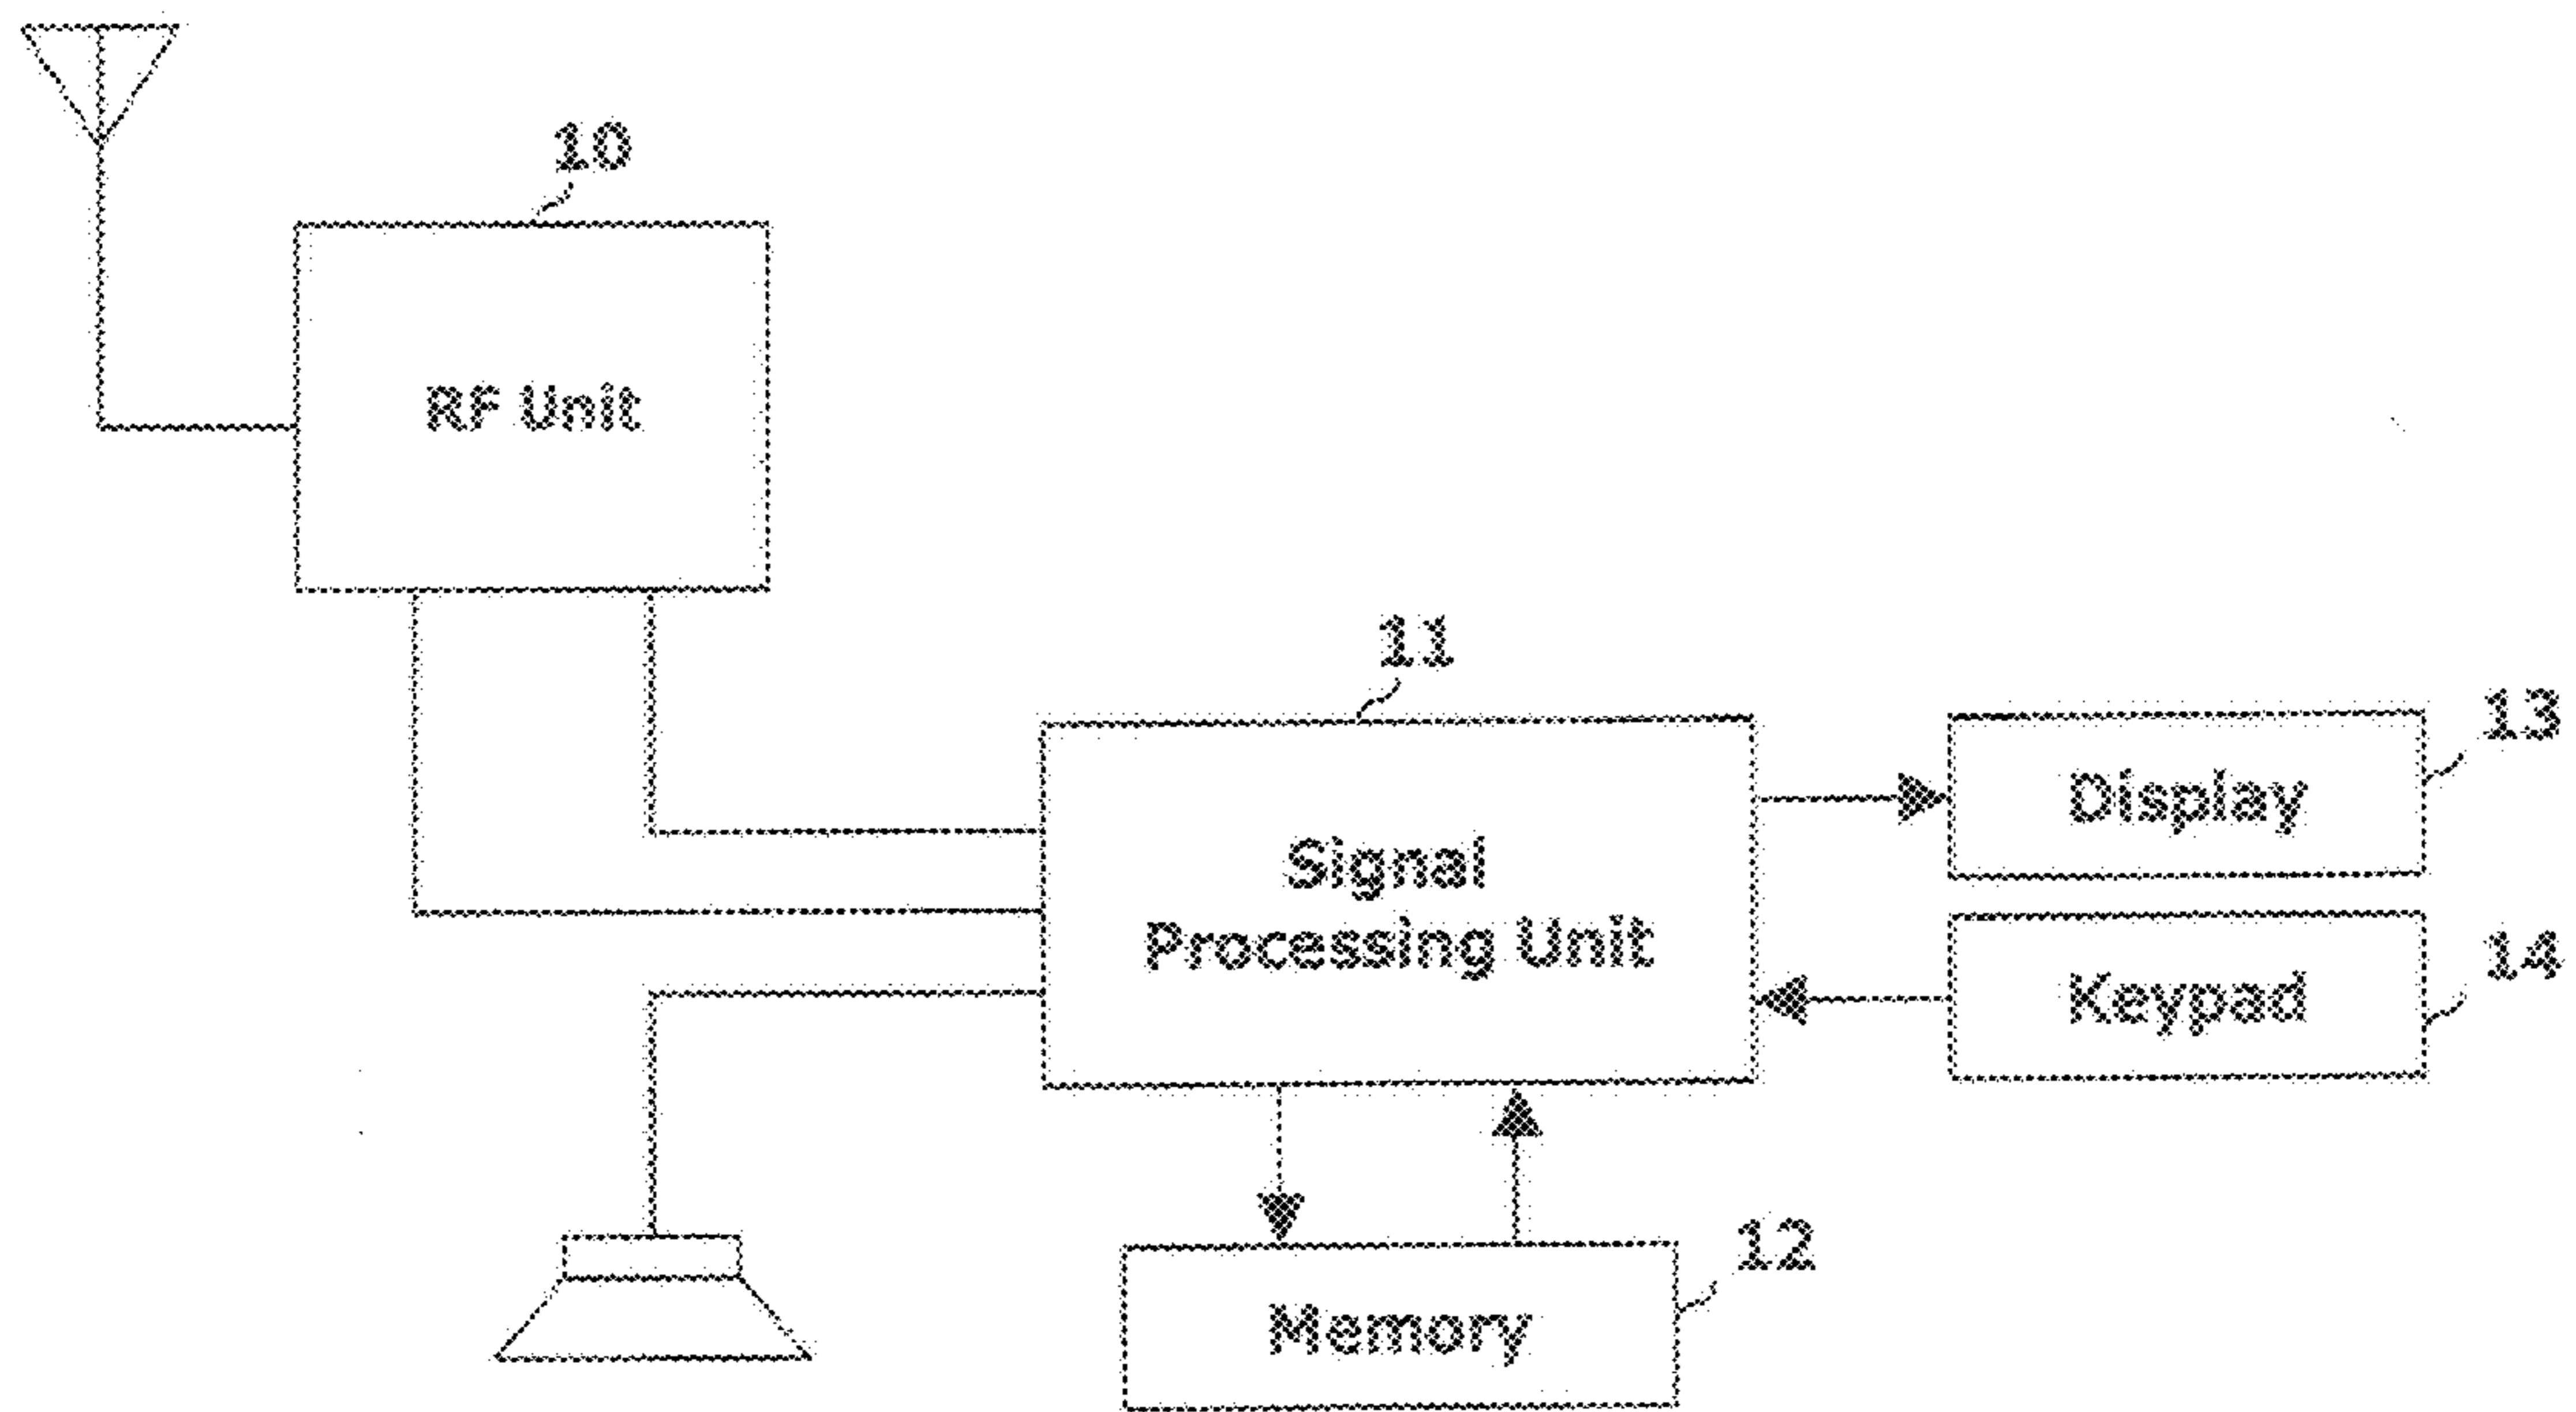 10
RF Unit
11
Signal
Processing Unit
13
Display
14
Keypad
12
Memory